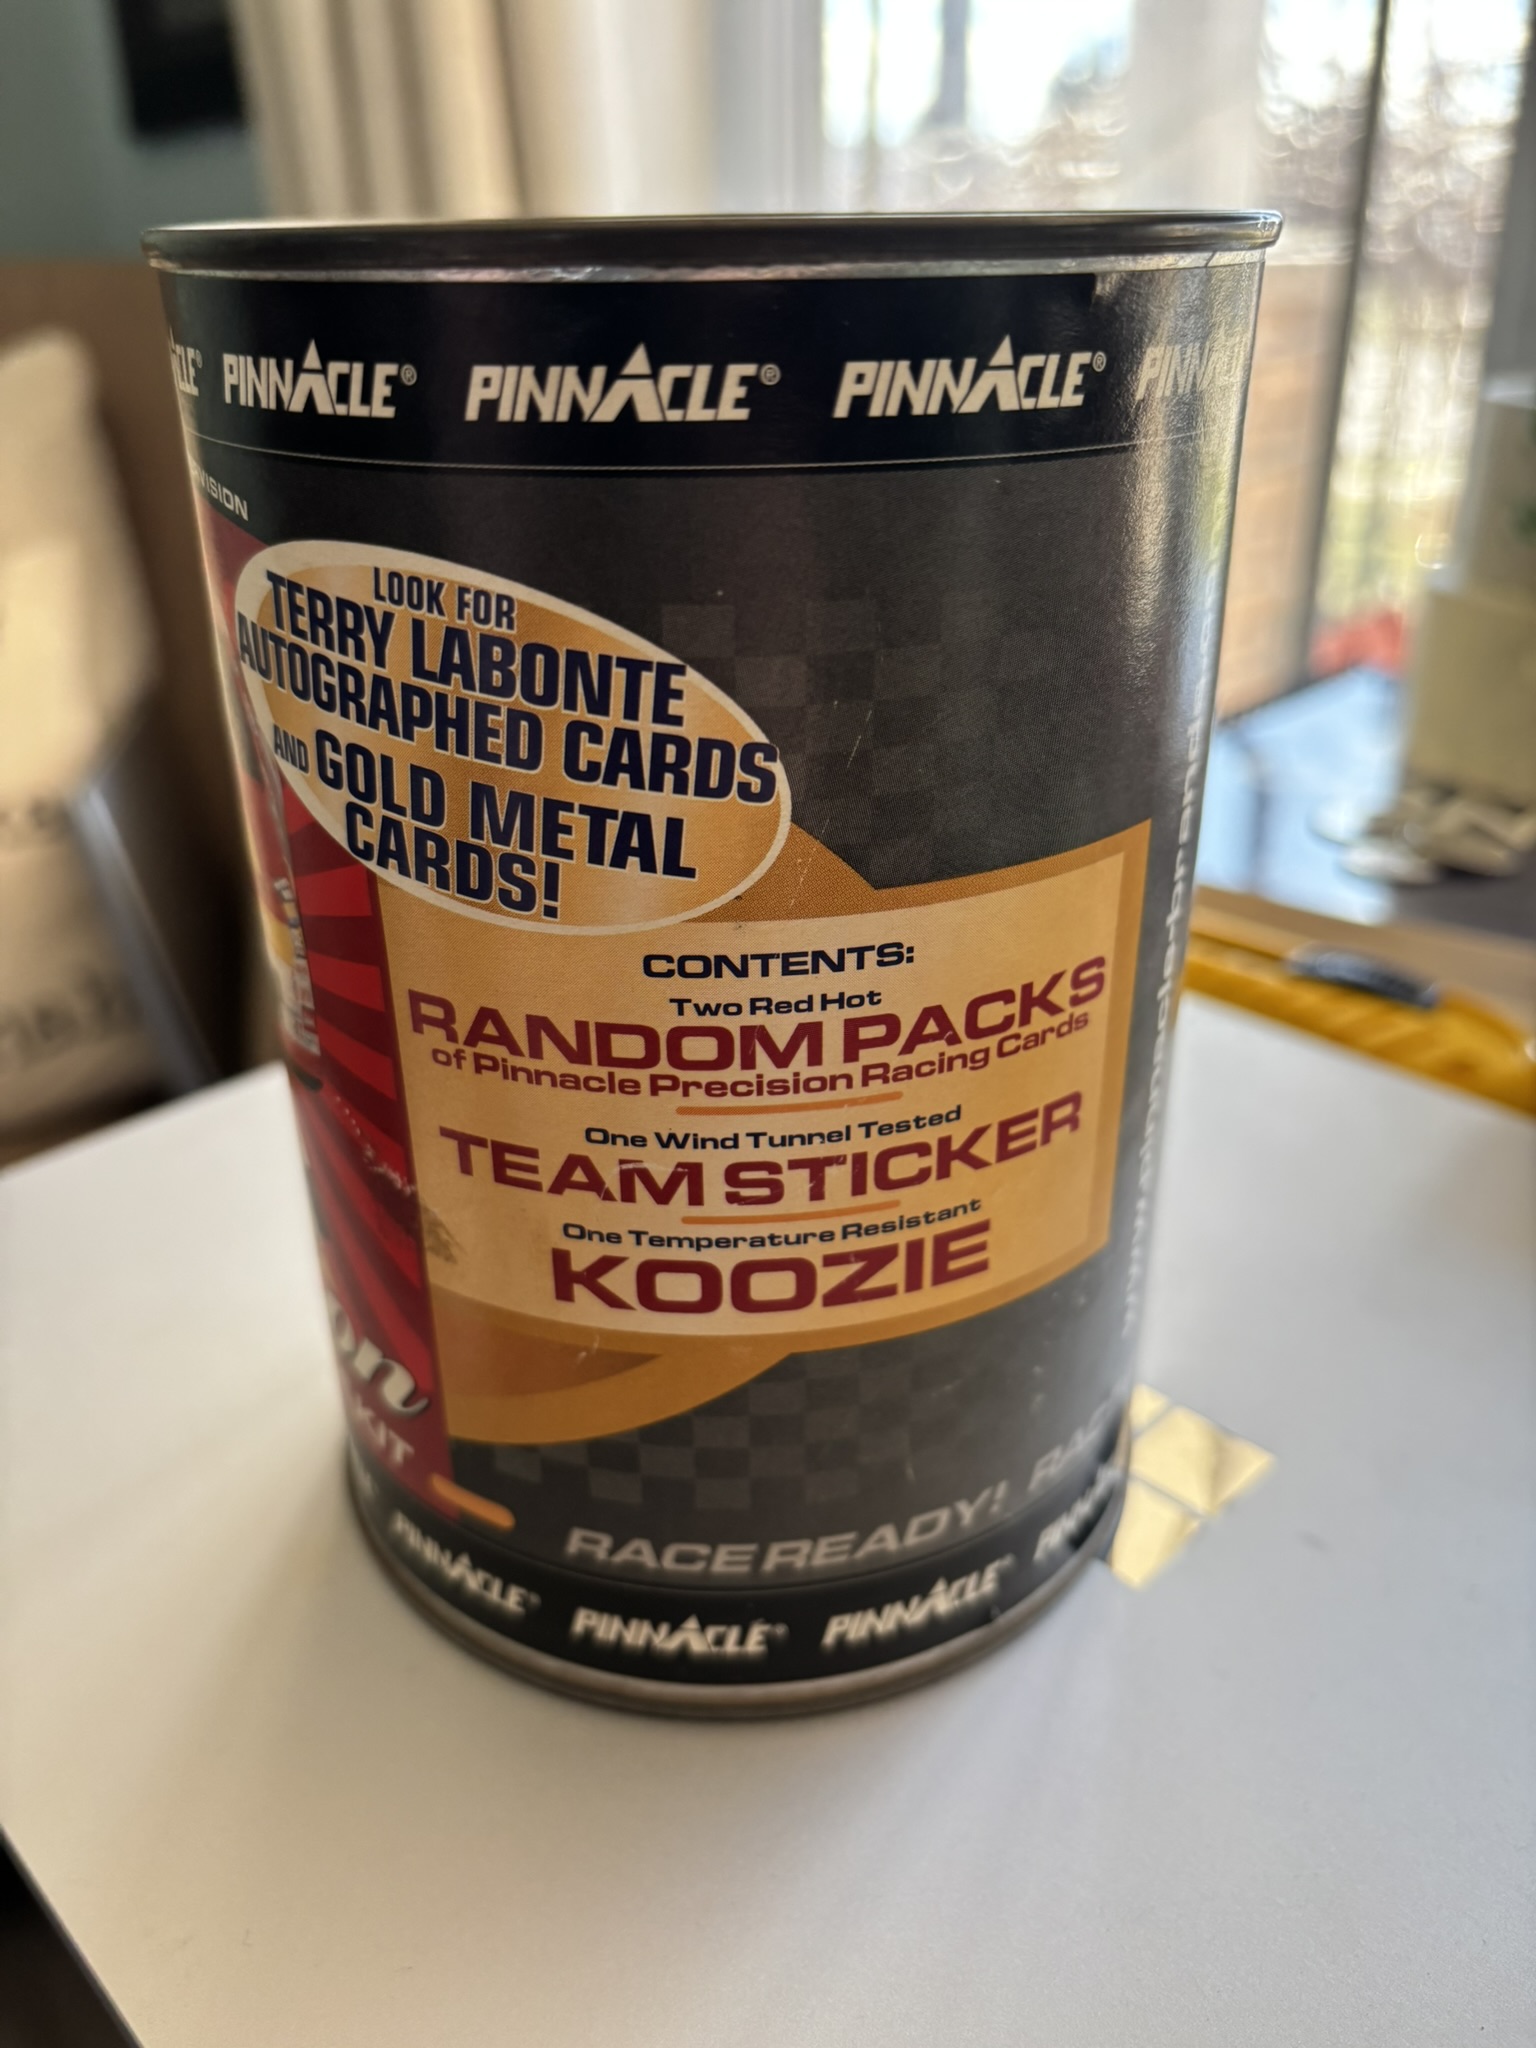 PINNACLE® PINNACLE® PINNACLE® PINNACLE
LOOK FOR
TERRY LABONTE
AUTOGRAPHED CARDS
AND GOLD METAL
CARDS!
CONTENTS:
Two Red Hot
RANDOM PACKS
of Pinnacle Precision Racing Cards
One Wind Tunnel Tested
TEAM STICKER
One Temperature Resistant
KOOZIE
KIT
RACE READY!
PINNACLE® PINNACLE® PINNACLE®